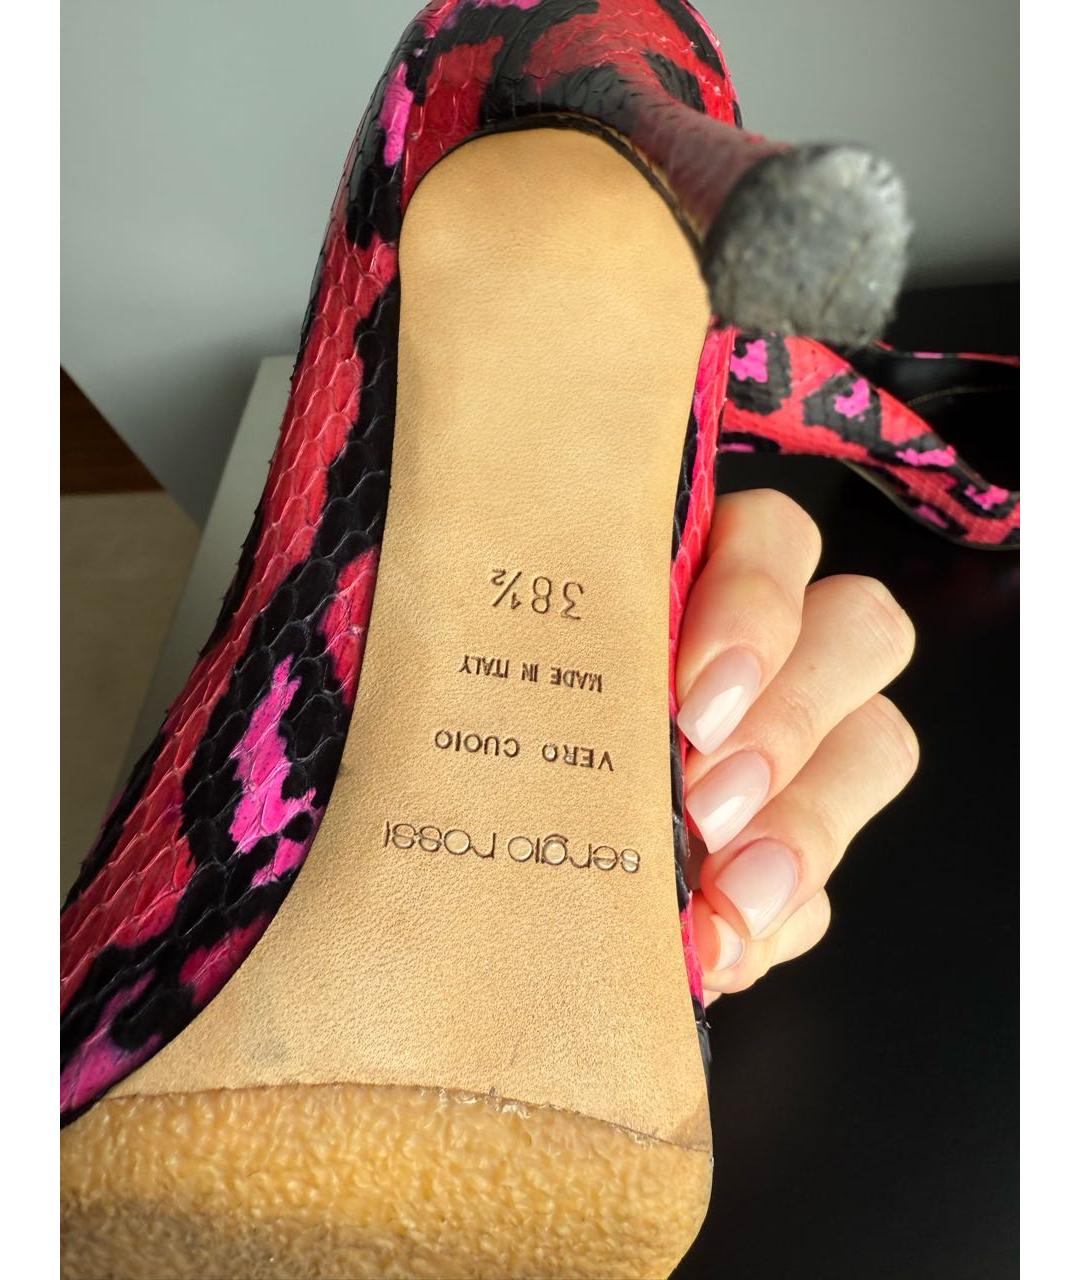 sergio rossi
VERO CUOIO
MADE IN ITALY
38½